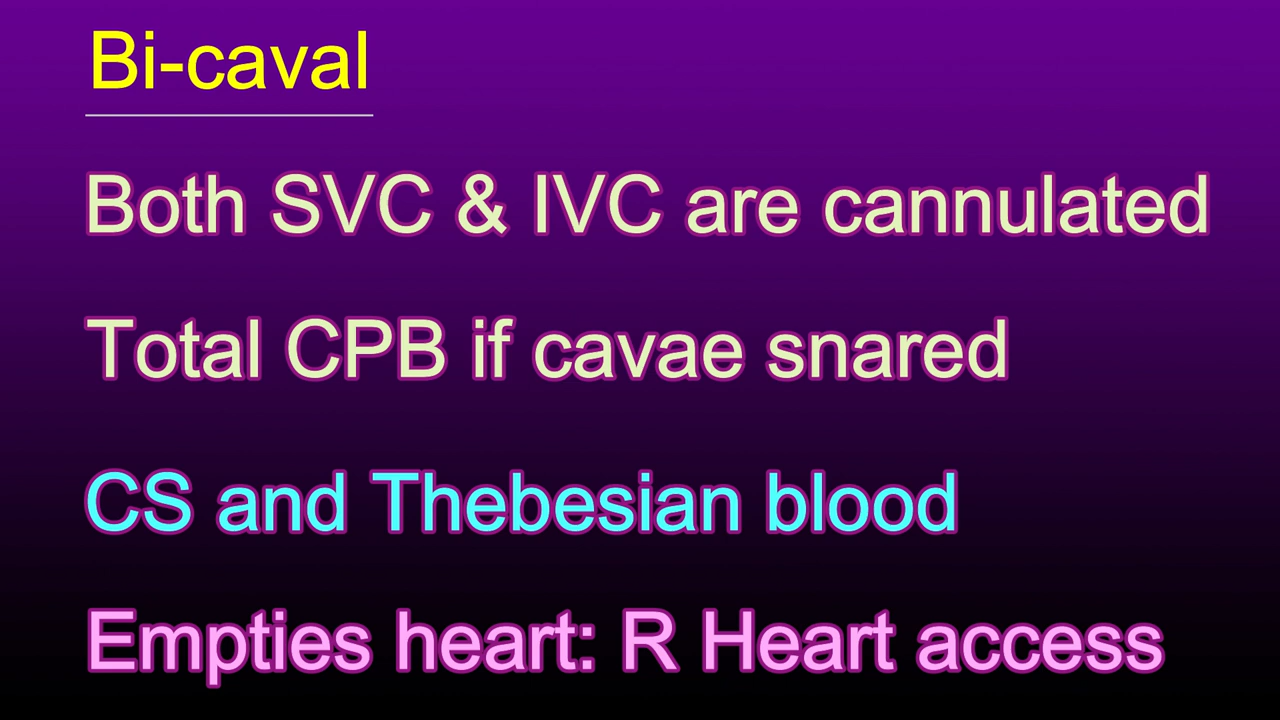 Bi-caval
Both SVC & IVC are cannulated
Total CPB if cavae snared
CS and Thebesian blood
Empties heart: R Heart access